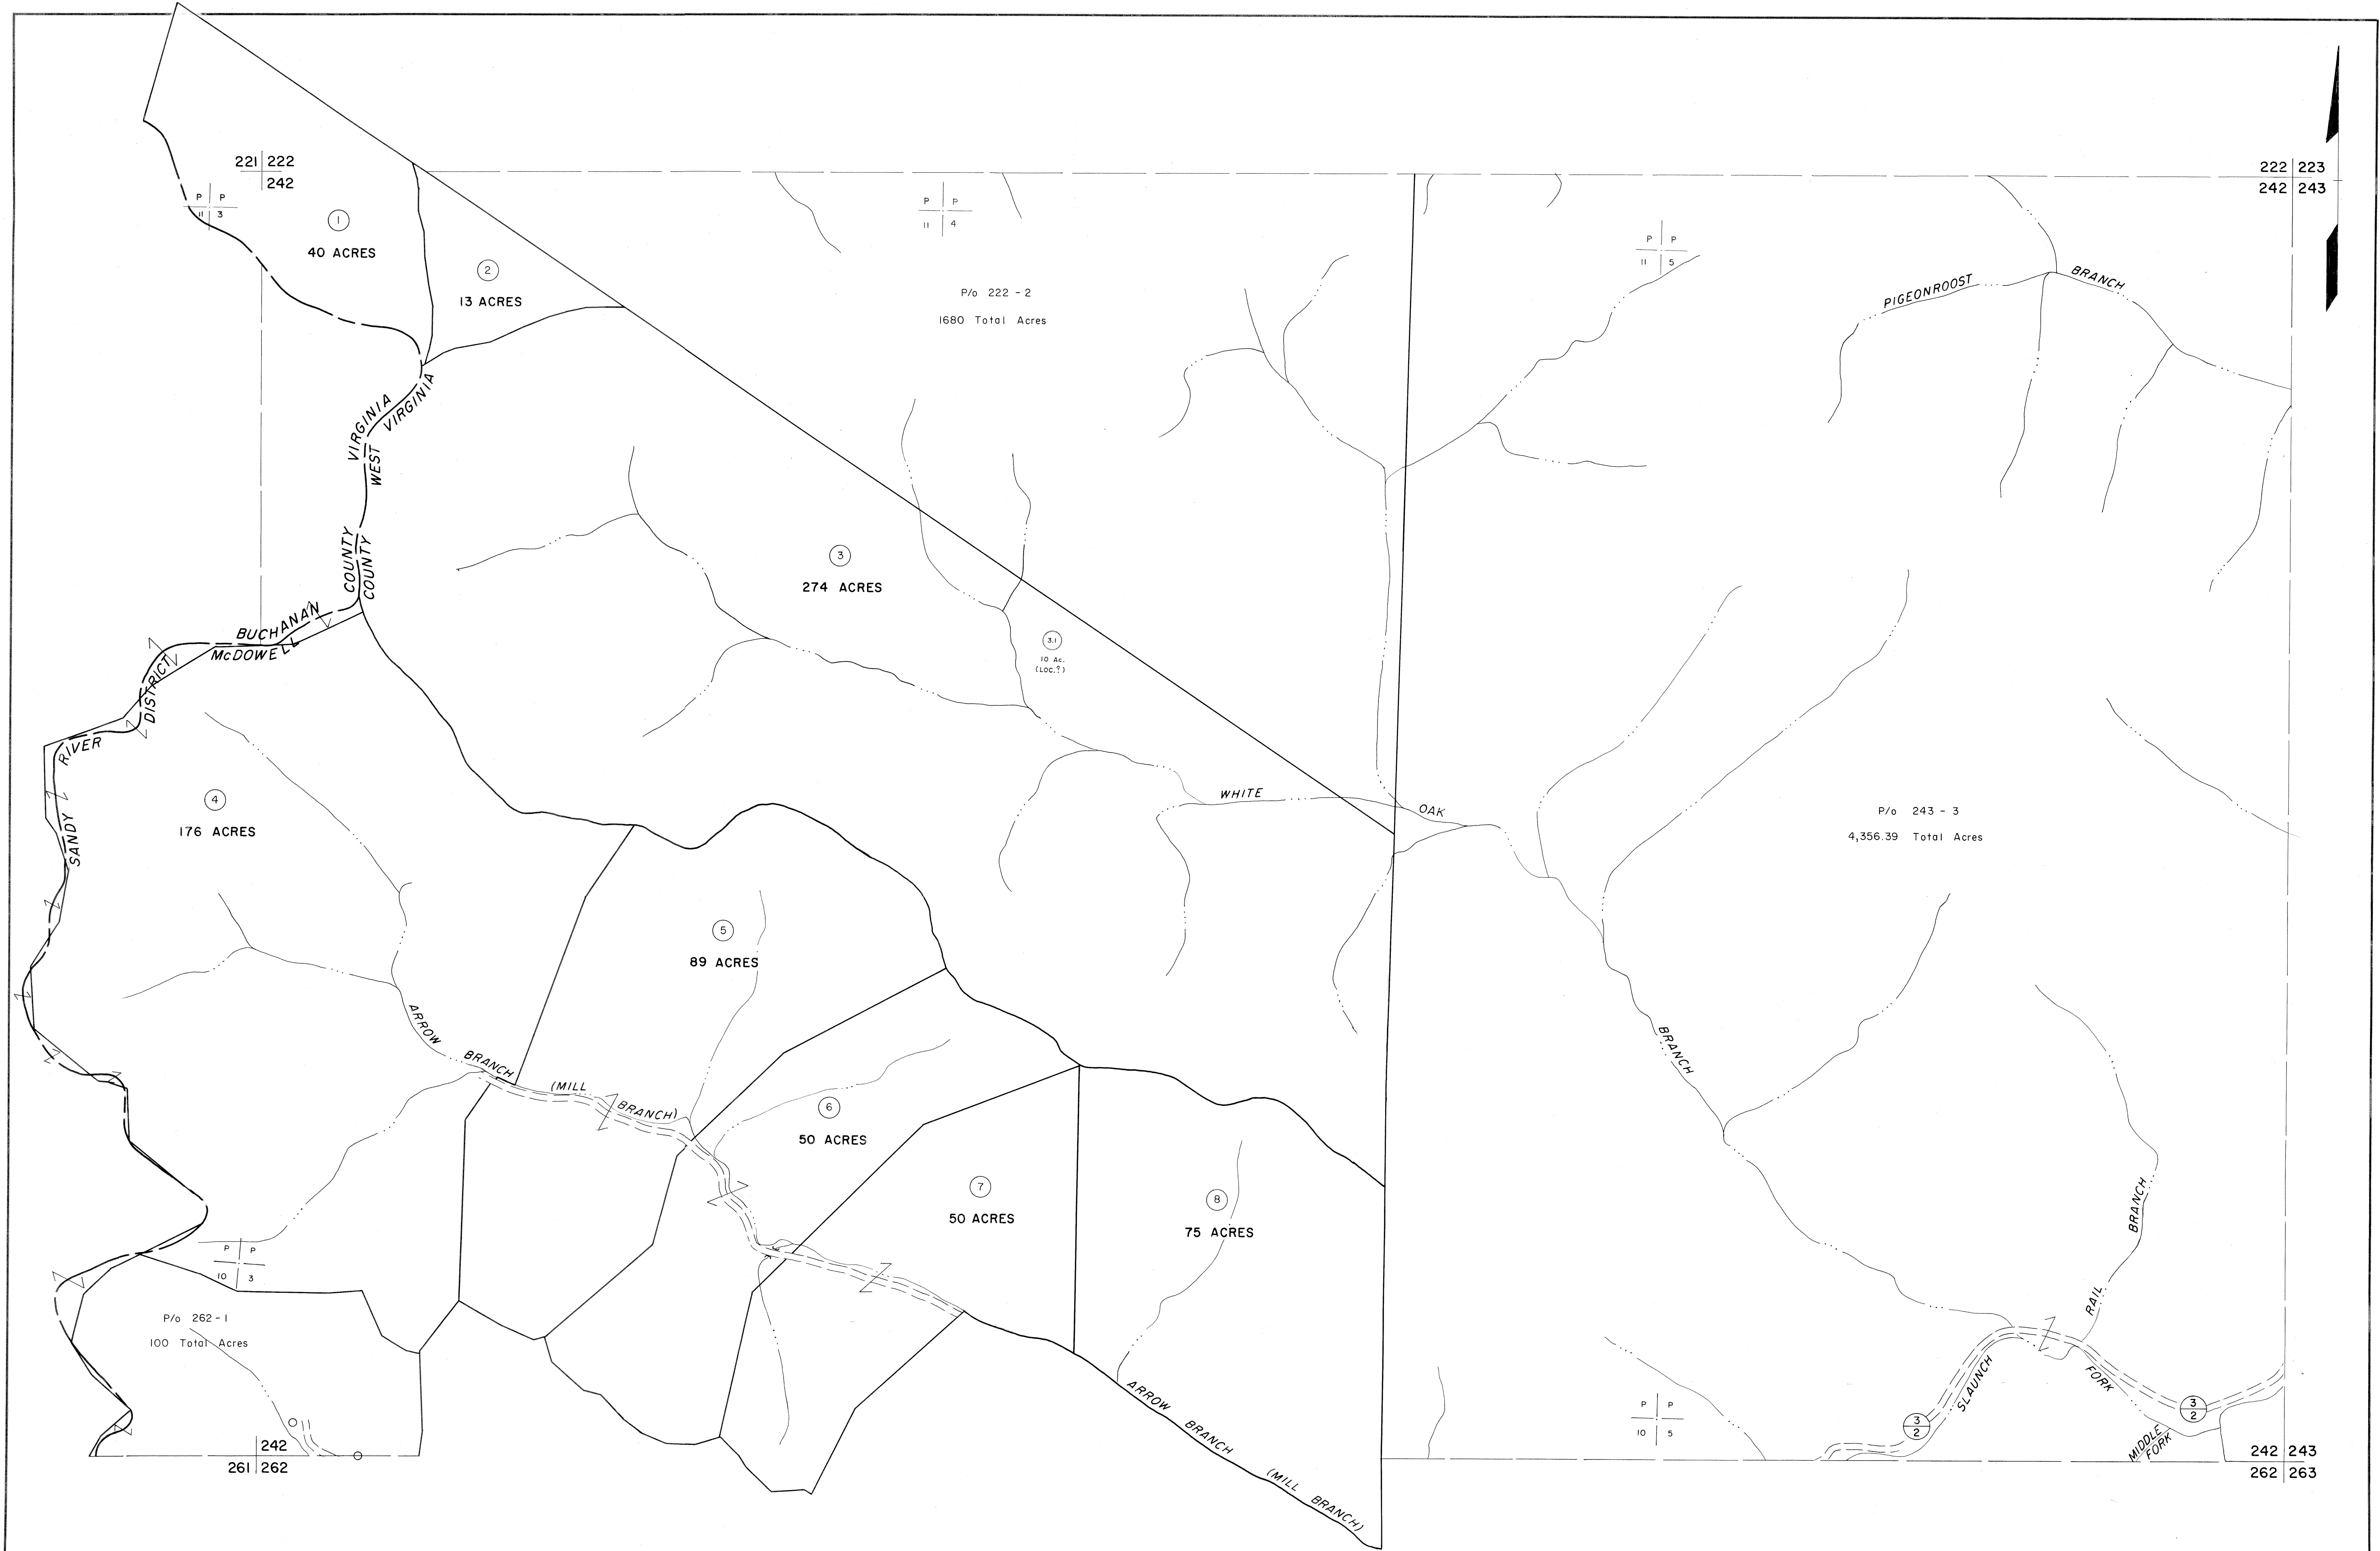 221 222
242
222 223
242 243
P P
11 3
1
40 ACRES
2
13 ACRES
P P
11 4
P/o 222 - 2
1680 Total Acres
P P
11 5
PIGEONROOST BRANCH
VIRGINIA
WEST VIRGINIA
BUCHANAN COUNTY
McDOWELL COUNTY
SANDY RIVER DISTRICT
3
274 ACRES
3.1
10 Ac.
(LOC.?)
WHITE OAK BRANCH
P/o 243 - 3
4,356.39 Total Acres
4
176 ACRES
5
89 ACRES
ARROW BRANCH (MILL BRANCH)
6
50 ACRES
7
50 ACRES
8
75 ACRES
P P
10 3
P/o 262 - 1
100 Total Acres
RAIL BRANCH
SLAUNCH FORK
3
2
3
2
MIDDLE
FORK
P P
10 5
ARROW BRANCH (MILL BRANCH)
242
261 262
242 243
262 263